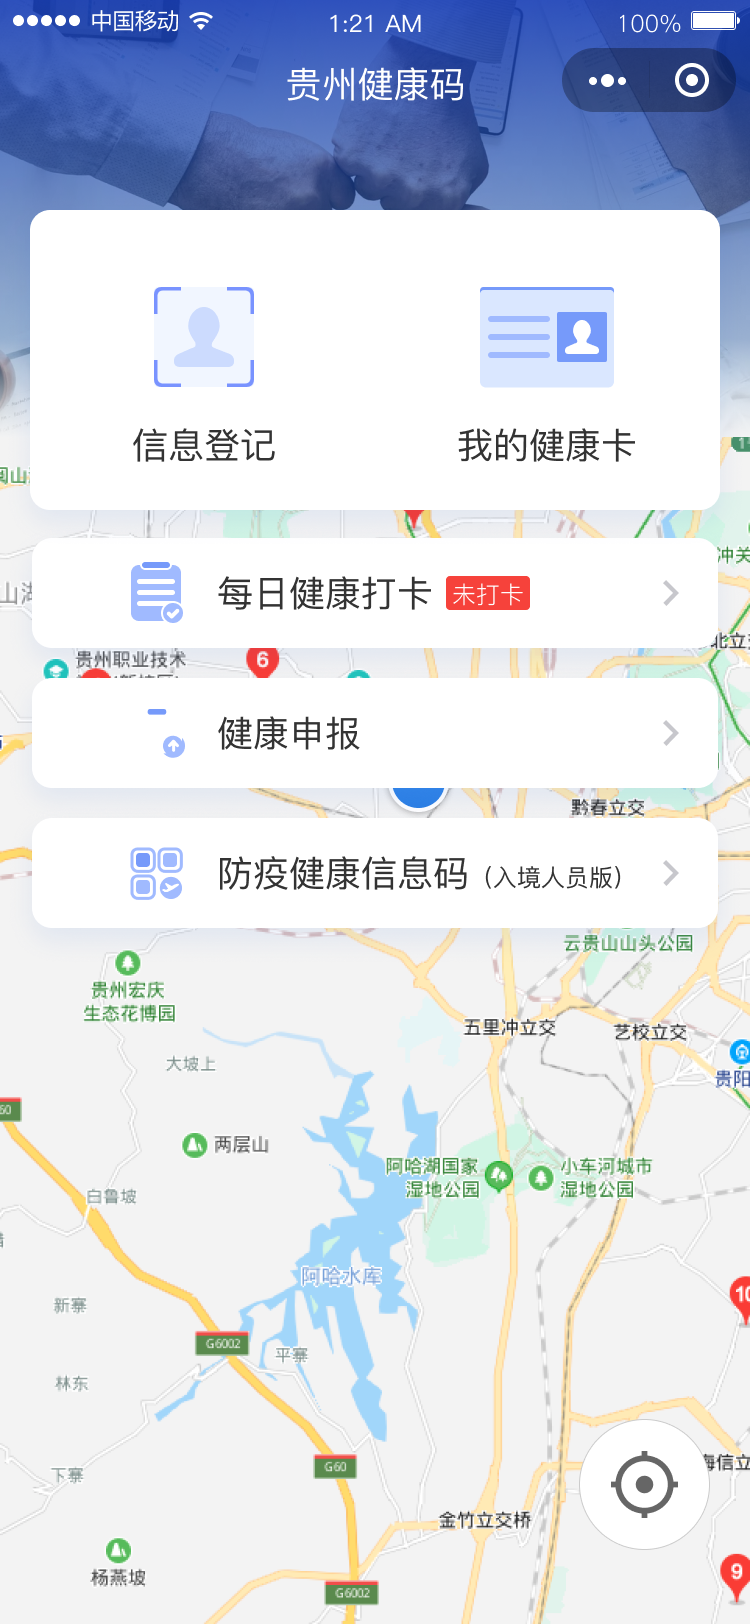 中国移动
1:21 AM
100%
贵州健康码
信息登记
我的健康卡
每日健康打卡
未打卡
冲关
北立交
贵州职业技术
6
健康申报
黔春立交
防疫健康信息码（入境人员版）
云贵山山头公园
贵州宏庆
生态花博园
五里冲立交
艺校立交
大坡上
贵阳
60
两层山
阿哈湖国家
湿地公园
小车河城市
湿地公园
白鲁坡
阿哈水库
10
新寨
G6002
平寨
林东
G60
海信立
下寨
金竹立交桥
杨燕坡
9
G6002